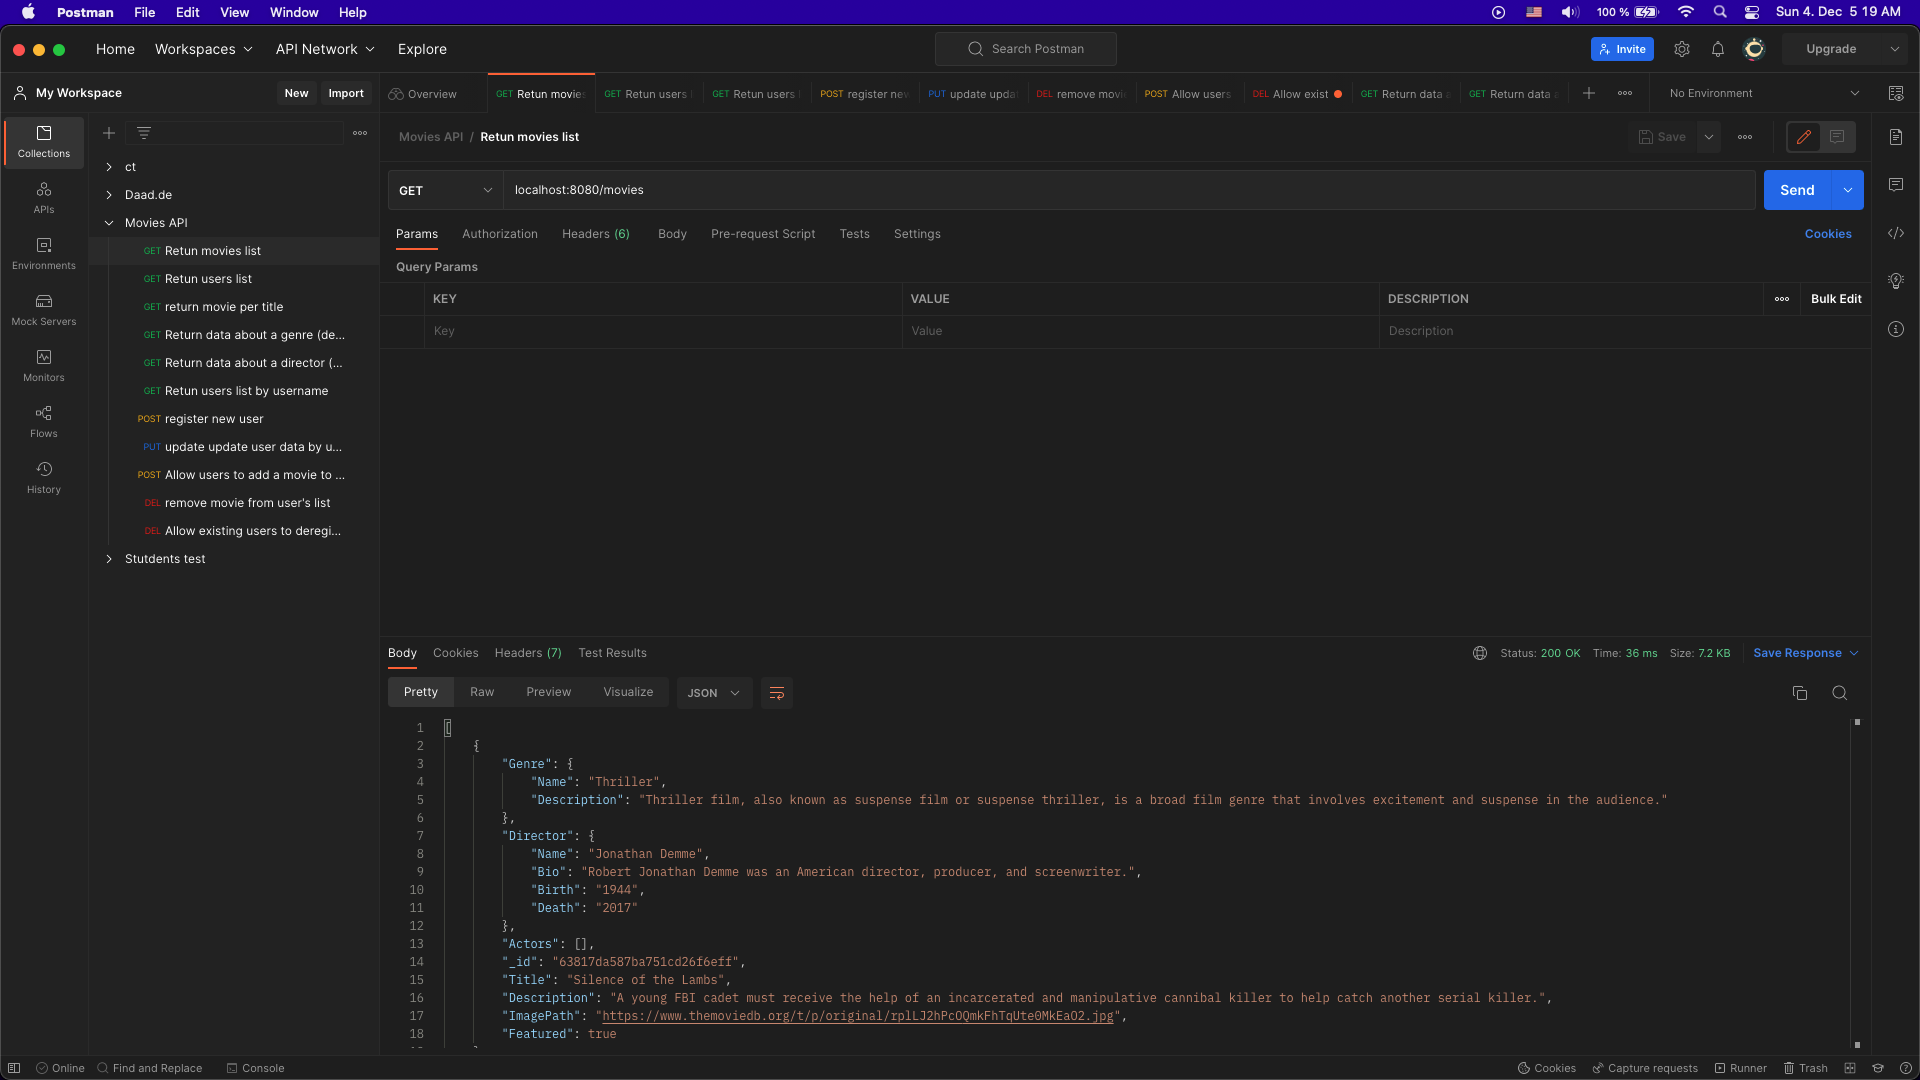 Postman File Edit View Window Help 100 % Sun 4. Dec 5 19 AM
Home Workspaces API Network Explore Search Postman Invite Upgrade
My Workspace New Import Overview GET Retun movies GET Retun users GET Retun users POST register new PUT update upda DEL remove movi POST Allow users DEL Allow exist GET Return data GET Return data No Environment
Movies API / Retun movies list Save
Collections
APIs
Environments
Mock Servers
Monitors
Flows
History
ct
Daad.de
Movies API
GET Retun movies list
GET Retun users list
GET return movie per title
GET Return data about a genre (de...
GET Return data about a director (...
GET Retun users list by username
POST register new user
PUT update update user data by u...
POST Allow users to add a movie to ...
DEL remove movie from user's list
DEL Allow existing users to deregi...
Stutdents test
GET localhost:8080/movies Send
Params Authorization Headers (6) Body Pre-request Script Tests Settings Cookies
Query Params
KEY VALUE DESCRIPTION Bulk Edit
Key Value Description
Body Cookies Headers (7) Test Results Status: 200 OK Time: 36 ms Size: 7.2 KB Save Response
Pretty Raw Preview Visualize JSON
1 [
2 {
3 "Genre": {
4 "Name": "Thriller",
5 "Description": "Thriller film, also known as suspense film or suspense thriller, is a broad film genre that involves excitement and suspense in the audience."
6 },
7 "Director": {
8 "Name": "Jonathan Demme",
9 "Bio": "Robert Jonathan Demme was an American director, producer, and screenwriter.",
10 "Birth": "1944",
11 "Death": "2017"
12 },
13 "Actors": [],
14 "_id": "63817da587ba751cd26f6eff",
15 "Title": "Silence of the Lambs",
16 "Description": "A young FBI cadet must receive the help of an incarcerated and manipulative cannibal killer to help catch another serial killer.",
17 "ImagePath": "https://www.themoviedb.org/t/p/original/rplLJ2hPcOQmkFhTqUte0MkEaO2.jpg",
18 "Featured": true
Online Find and Replace Console Cookies Capture requests Runner Trash